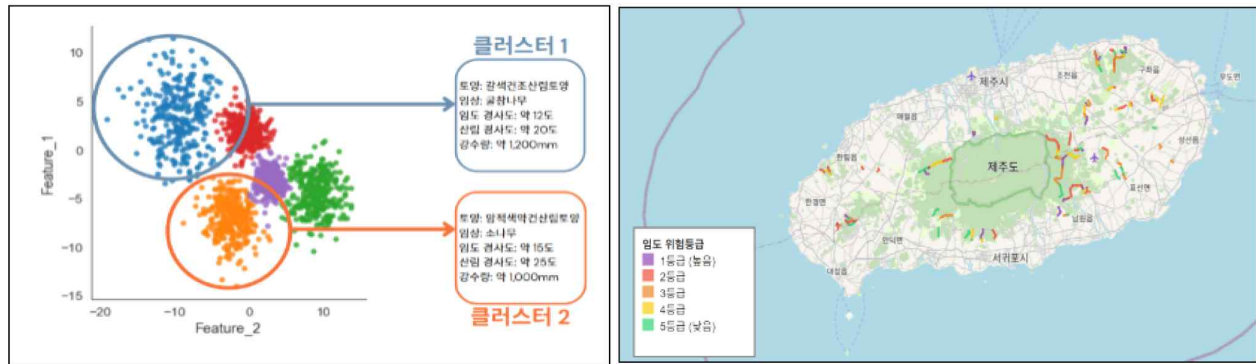 클러스터 1
토양: 갈색건조산림토양
임상: 굴참나무
임도 경사도: 약 12도
산림 경사도: 약 20도
강수량: 약 1,200mm
토양: 암적색약건산림토양
임상: 소나무
임도 경사도: 약 15도
산림 경사도: 약 25도
강수량: 약 1,000mm
클러스터 2
Feature_1
10
5
0
−5
−10
−15
−20
−10
0
10
Feature_2
제주시
조천읍
구좌읍
우도면
애월읍
한림읍
제주도
성산읍
한경면
표선면
남원읍
안덕면
서귀포시
대정읍
임도 위험등급
1등급 (높음)
2등급
3등급
4등급
5등급 (낮음)